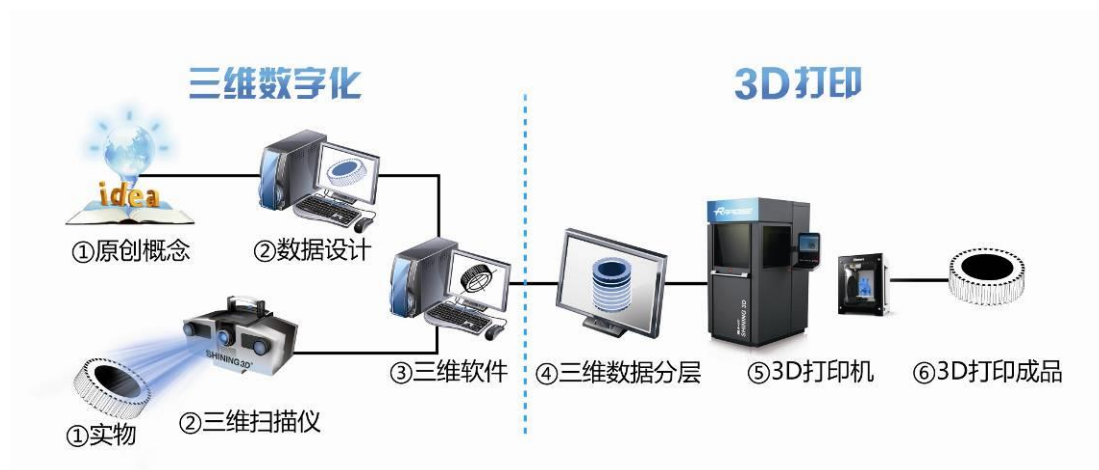 三维数字化
3D打印
idea
①原创概念
②数据设计
SHINING3D
①实物
②三维扫描仪
③三维软件
④三维数据分层
SHINING 3D
⑤3D打印机
⑥3D打印成品